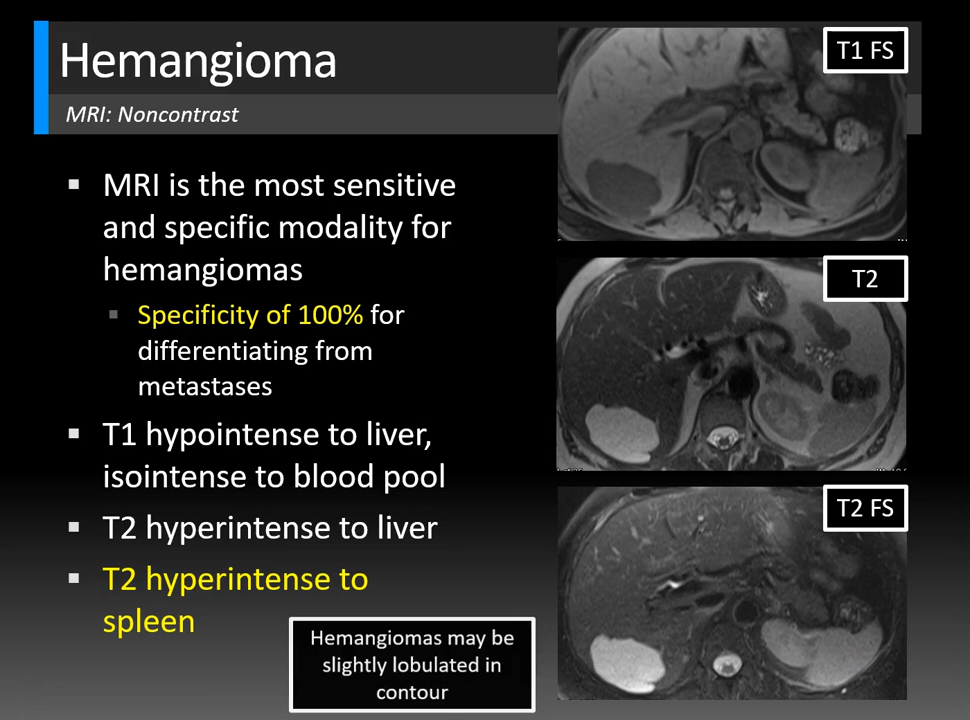 Hemangioma
MRI: Noncontrast
▪ MRI is the most sensitive
and specific modality for
hemangiomas
▪ Specificity of 100% for
differentiating from
metastases
▪ T1 hypointense to liver,
isointense to blood pool
▪ T2 hyperintense to liver
▪ T2 hyperintense to
spleen
Hemangiomas may be
slightly lobulated in
contour
T1 FS
T2
T2 FS